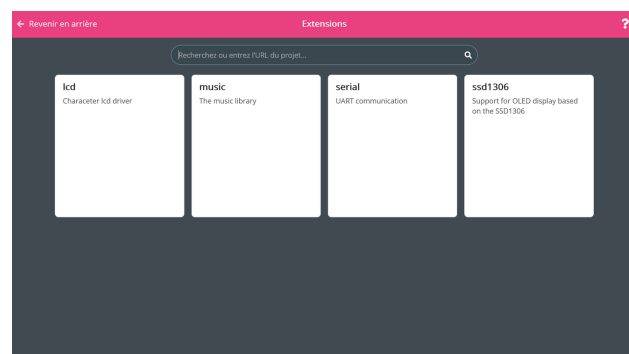 ← Revenir en arrière
Extensions
?
Recherchez ou entrez l'URL du projet...
lcd
Characeter lcd driver
music
The music library
serial
UART communication
ssd1306
Support for OLED display based
on the SSD1306